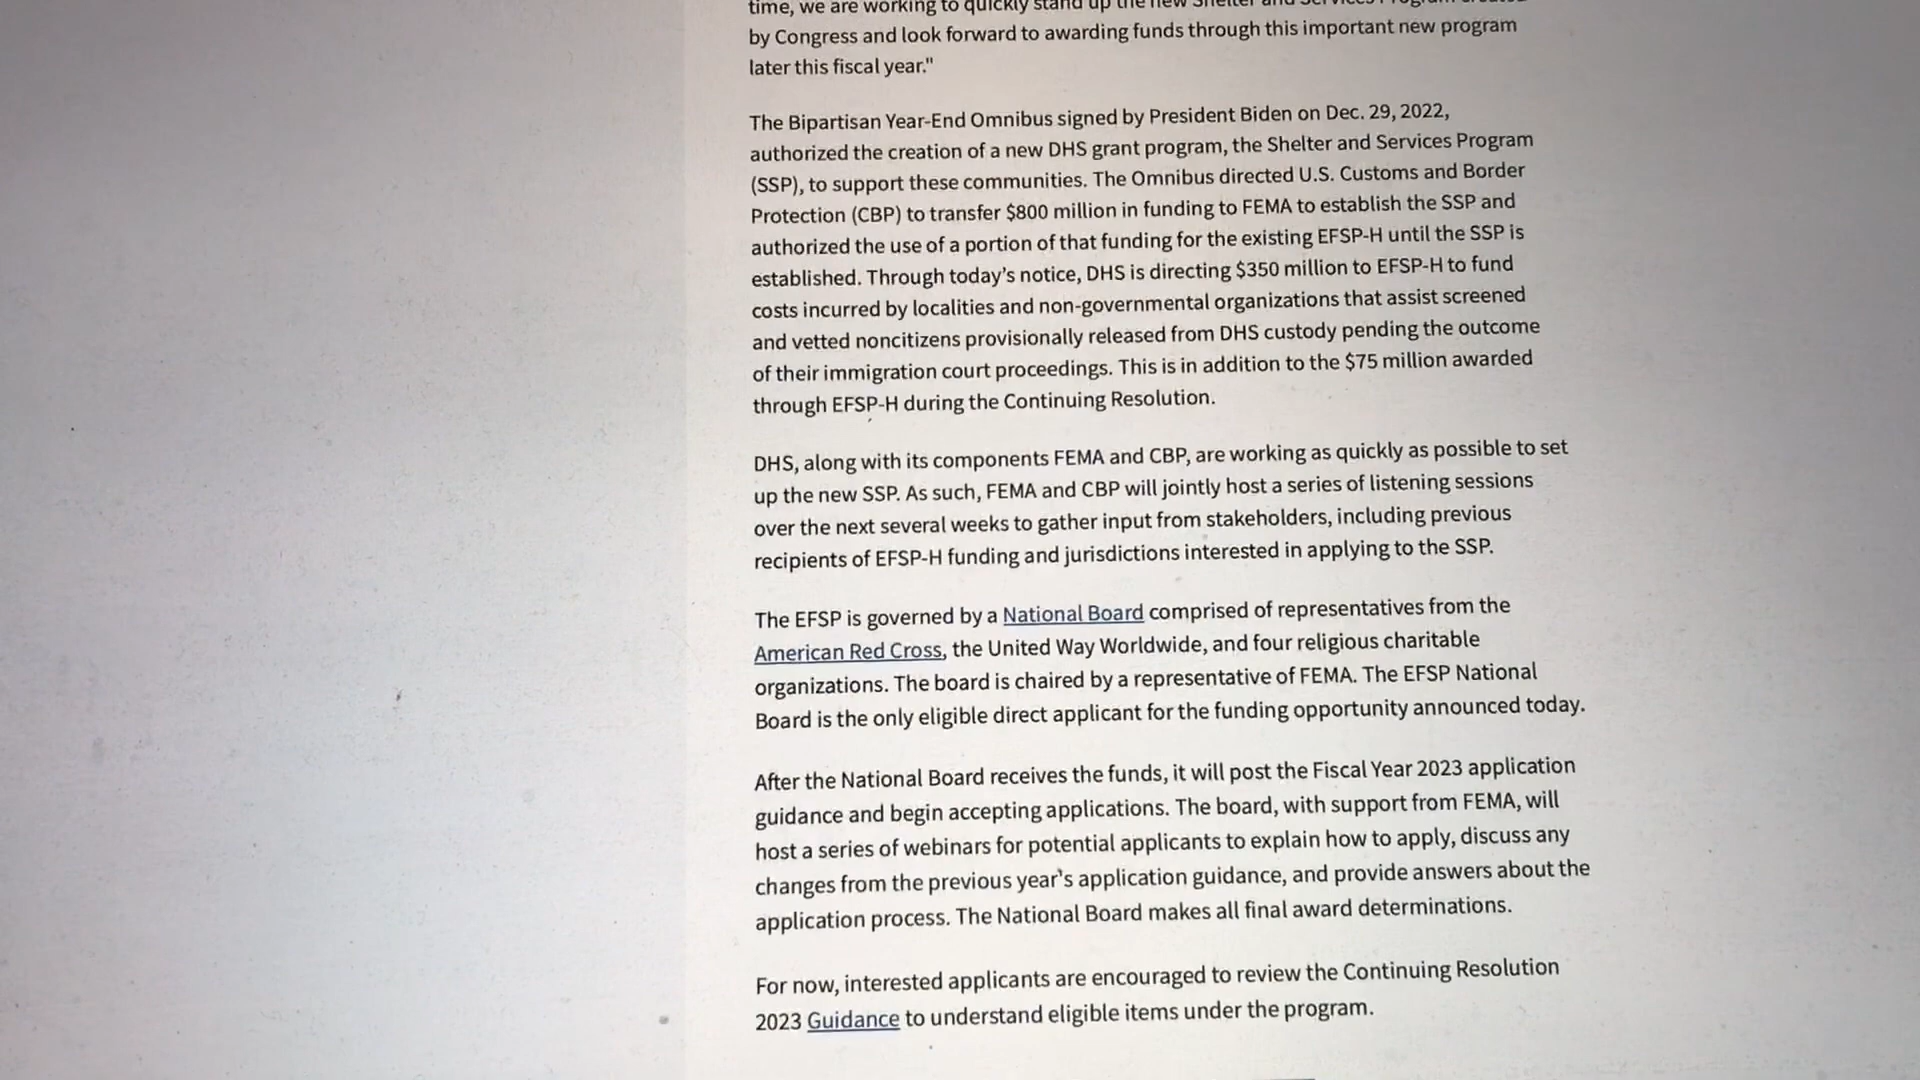 time, we are working to quickly stand up the new Shelter and Services Program created
by Congress and look forward to awarding funds through this important new program
later this fiscal year."
The Bipartisan Year-End Omnibus signed by President Biden on Dec. 29, 2022,
authorized the creation of a new DHS grant program, the Shelter and Services Program
(SSP), to support these communities. The Omnibus directed U.S. Customs and Border
Protection (CBP) to transfer $800 million in funding to FEMA to establish the SSP and
authorized the use of a portion of that funding for the existing EFSP-H until the SSP is
established. Through today's notice, DHS is directing $350 million to EFSP-H to fund
costs incurred by localities and non-governmental organizations that assist screened
and vetted noncitizens provisionally released from DHS custody pending the outcome
of their immigration court proceedings. This is in addition to the $75 million awarded
through EFSP-H during the Continuing Resolution.
DHS, along with its components FEMA and CBP, are working as quickly as possible to set
up the new SSP. As such, FEMA and CBP will jointly host a series of listening sessions
over the next several weeks to gather input from stakeholders, including previous
recipients of EFSP-H funding and jurisdictions interested in applying to the SSP.
The EFSP is governed by a National Board comprised of representatives from the
American Red Cross, the United Way Worldwide, and four religious charitable
organizations. The board is chaired by a representative of FEMA. The EFSP National
Board is the only eligible direct applicant for the funding opportunity announced today.
After the National Board receives the funds, it will post the Fiscal Year 2023 application
guidance and begin accepting applications. The board, with support from FEMA, will
host a series of webinars for potential applicants to explain how to apply, discuss any
changes from the previous year's application guidance, and provide answers about the
application process. The National Board makes all final award determinations.
For now, interested applicants are encouraged to review the Continuing Resolution
2023 Guidance to understand eligible items under the program.